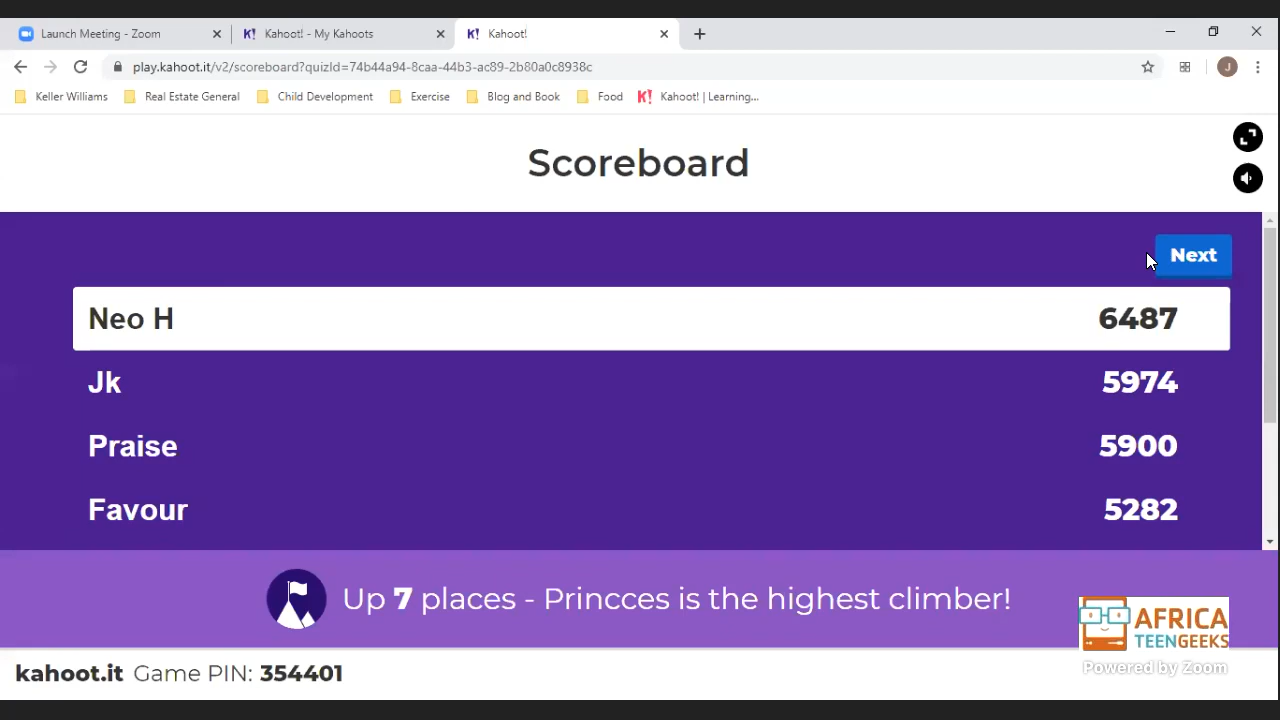 Launch Meeting - Zoom
K! Kahoot! - My Kahoots
K! Kahoot!
play.kahoot.it/v2/scoreboard?quizId=74b44a94-8caa-44b3-ac89-2b80a0c8938c
J
Keller Williams
Real Estate General
Child Development
Exercise
Blog and Book
Food
K! Kahoot! | Learning...
Scoreboard
Next
Neo H 6487
Jk 5974
Praise 5900
Favour 5282
Up 7 places - Princces is the highest climber!
AFRICA
TEENGEEKS
Powered by Zoom
kahoot.it Game PIN: 354401